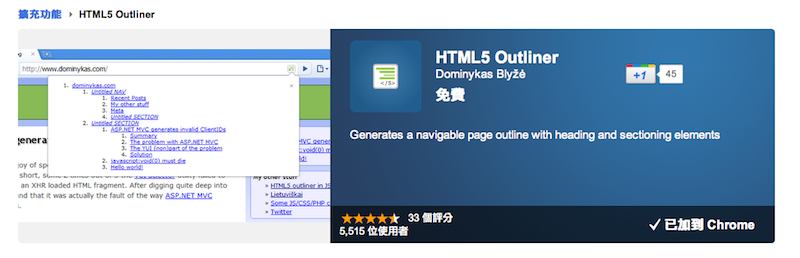 擴充功能 ▸ HTML5 Outliner
http://www.dominykas.com/
1. dominykas.com
1. Untitled NAV
1. Recent Posts
2. My other stuff
3. Meta
4. Untitled SECTION
2. Untitled SECTION
1. ASP.NET MVC generates invalid ClientIDs
1. Summary
2. The problem with ASP.NET MVC
3. The YUI (non)part of the problem
4. Solution
2. javascript:void(0) must die
3. Hello world!
genera
joy of spe
short, some
an XHR loaded HTML fragment. After digging quite deep into
nd that it was actually the fault of the way ASP.NET MVC
My other stuff
» HTML5 outliner in JS
» Lietuviškai
» Some JS/CSS/PHP c
» Twitter
HTML5 Outliner
Dominykas Blyžė
免費
+1 45
Generates a navigable page outline with heading and sectioning elements
33 個評分
5,515 位使用者
已加到 Chrome